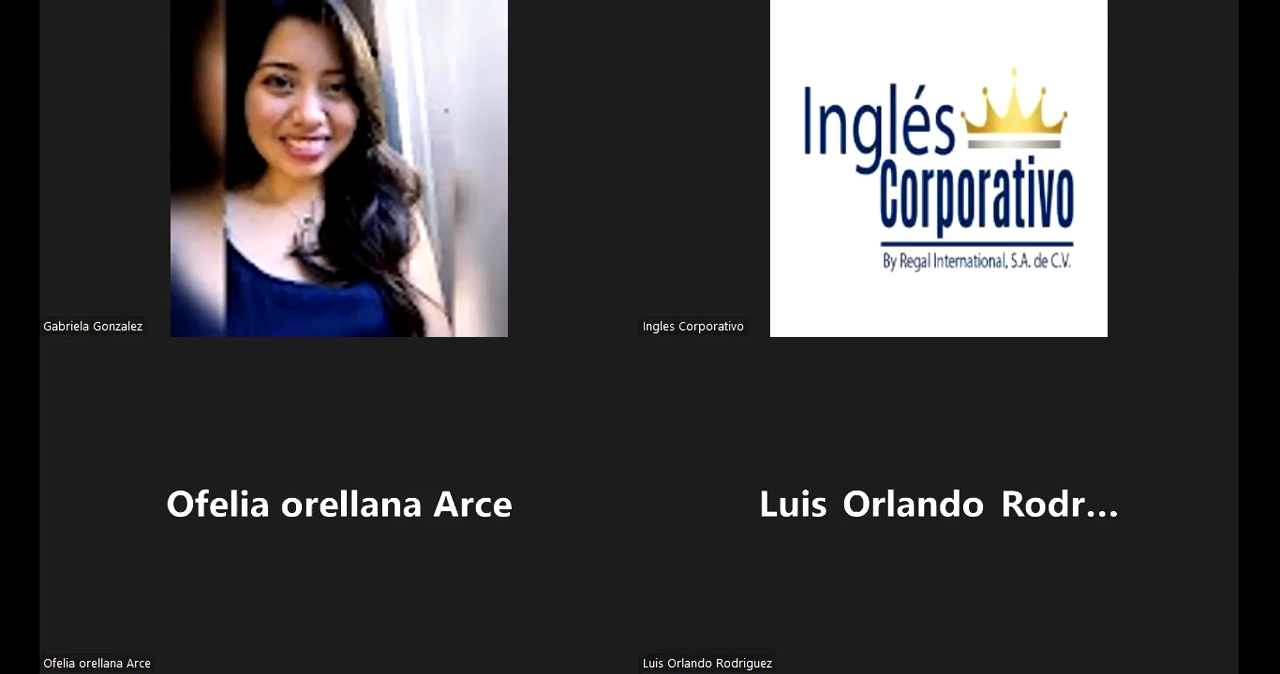 Inglés
Corporativo
By Regal International, S.A. de C.V.
Gabriela Gonzalez
Ingles Corporativo
Ofelia orellana Arce
Luis Orlando Rodr...
Ofelia orellana Arce
Luis Orlando Rodriguez